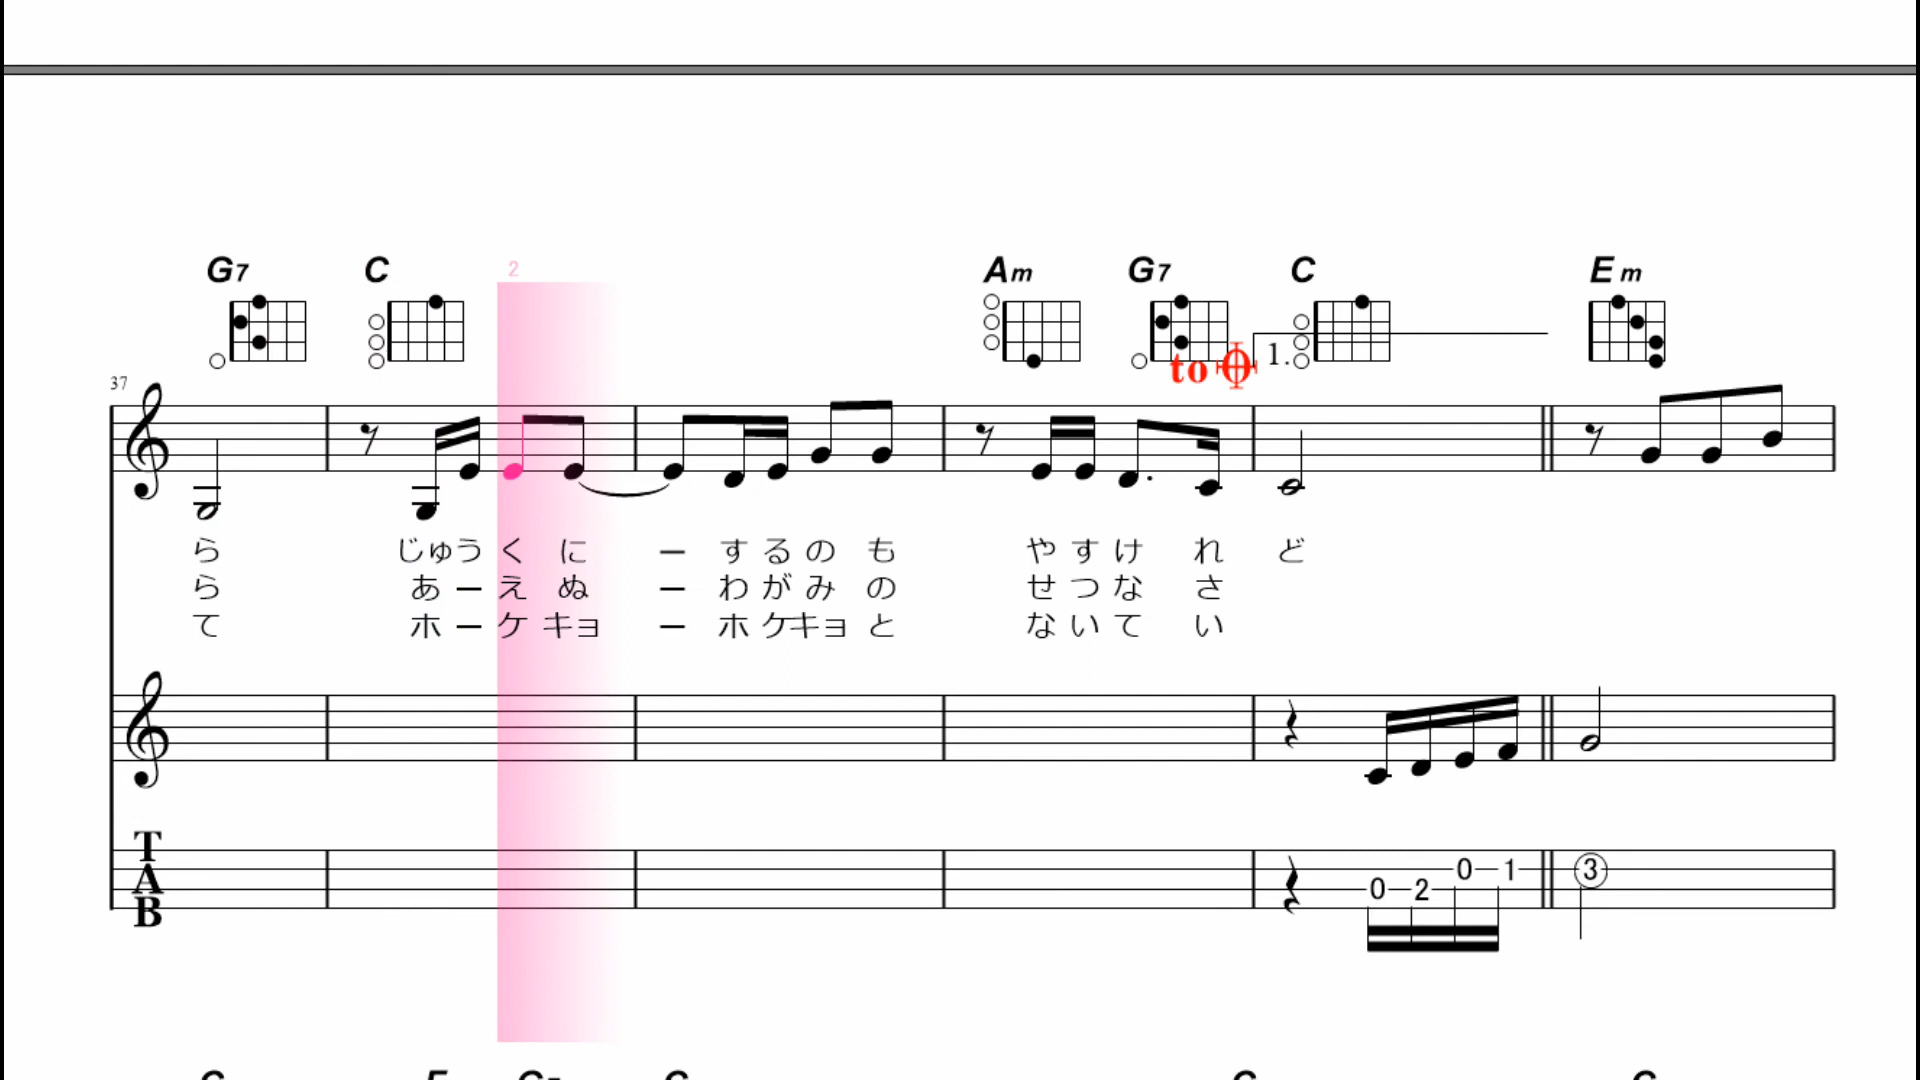 G7 C 2 Am G7 C Em
to 1.
37
ら じゅう く に ー す る の も や す け れ ど
ら あ ー え ぬ ー わ が み の せ つ な さ
て ホ ー ケ キョ ー ホ ケ キョ と な い て い
T
A
B
0 2 0 1 3